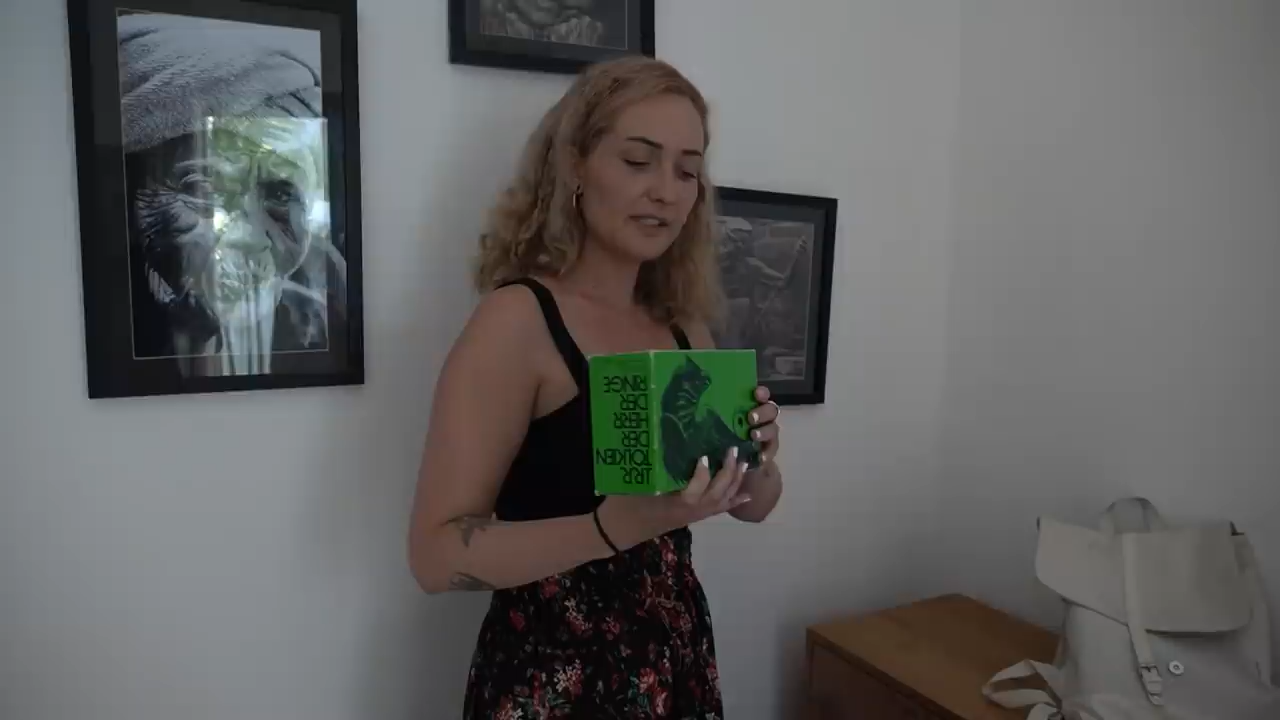 J.R.R.
TOLKIEN
DER
HERR
DER
RINGE